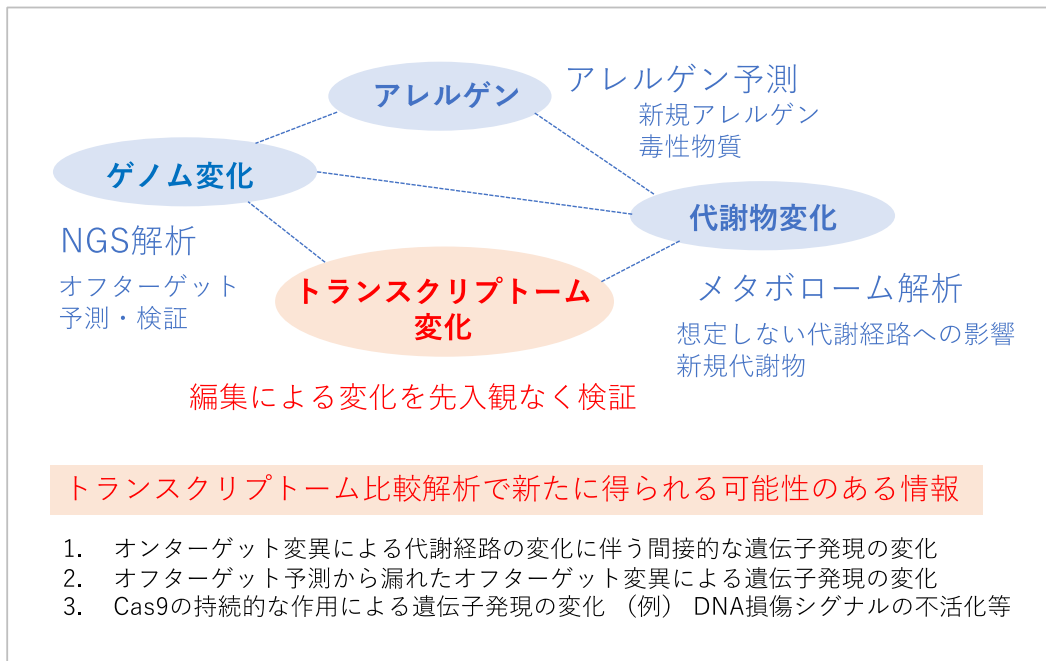 アレルゲン
アレルゲン予測
新規アレルゲン
毒性物質
ゲノム変化
代謝物変化
NGS解析
オフターゲット
予測・検証
トランスクリプトーム
変化
メタボローム解析
想定しない代謝経路への影響
新規代謝物
編集による変化を先入観なく検証
トランスクリプトーム比較解析で新たに得られる可能性のある情報
1. オンターゲット変異による代謝経路の変化に伴う間接的な遺伝子発現の変化
2. オフターゲット予測から漏れたオフターゲット変異による遺伝子発現の変化
3. Cas9の持続的な作用による遺伝子発現の変化 （例） DNA損傷シグナルの不活化等